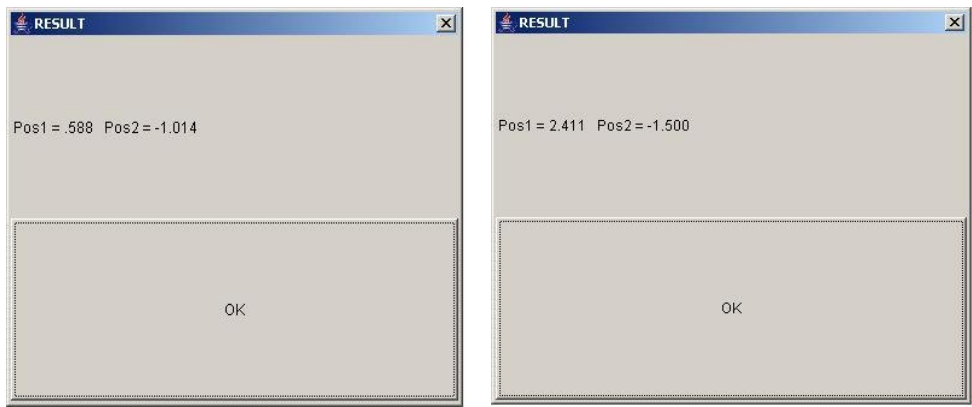 RESULT
Pos1 = .588 Pos2 = -1.014
OK
RESULT
Pos1 = 2.411 Pos2 = -1.500
OK